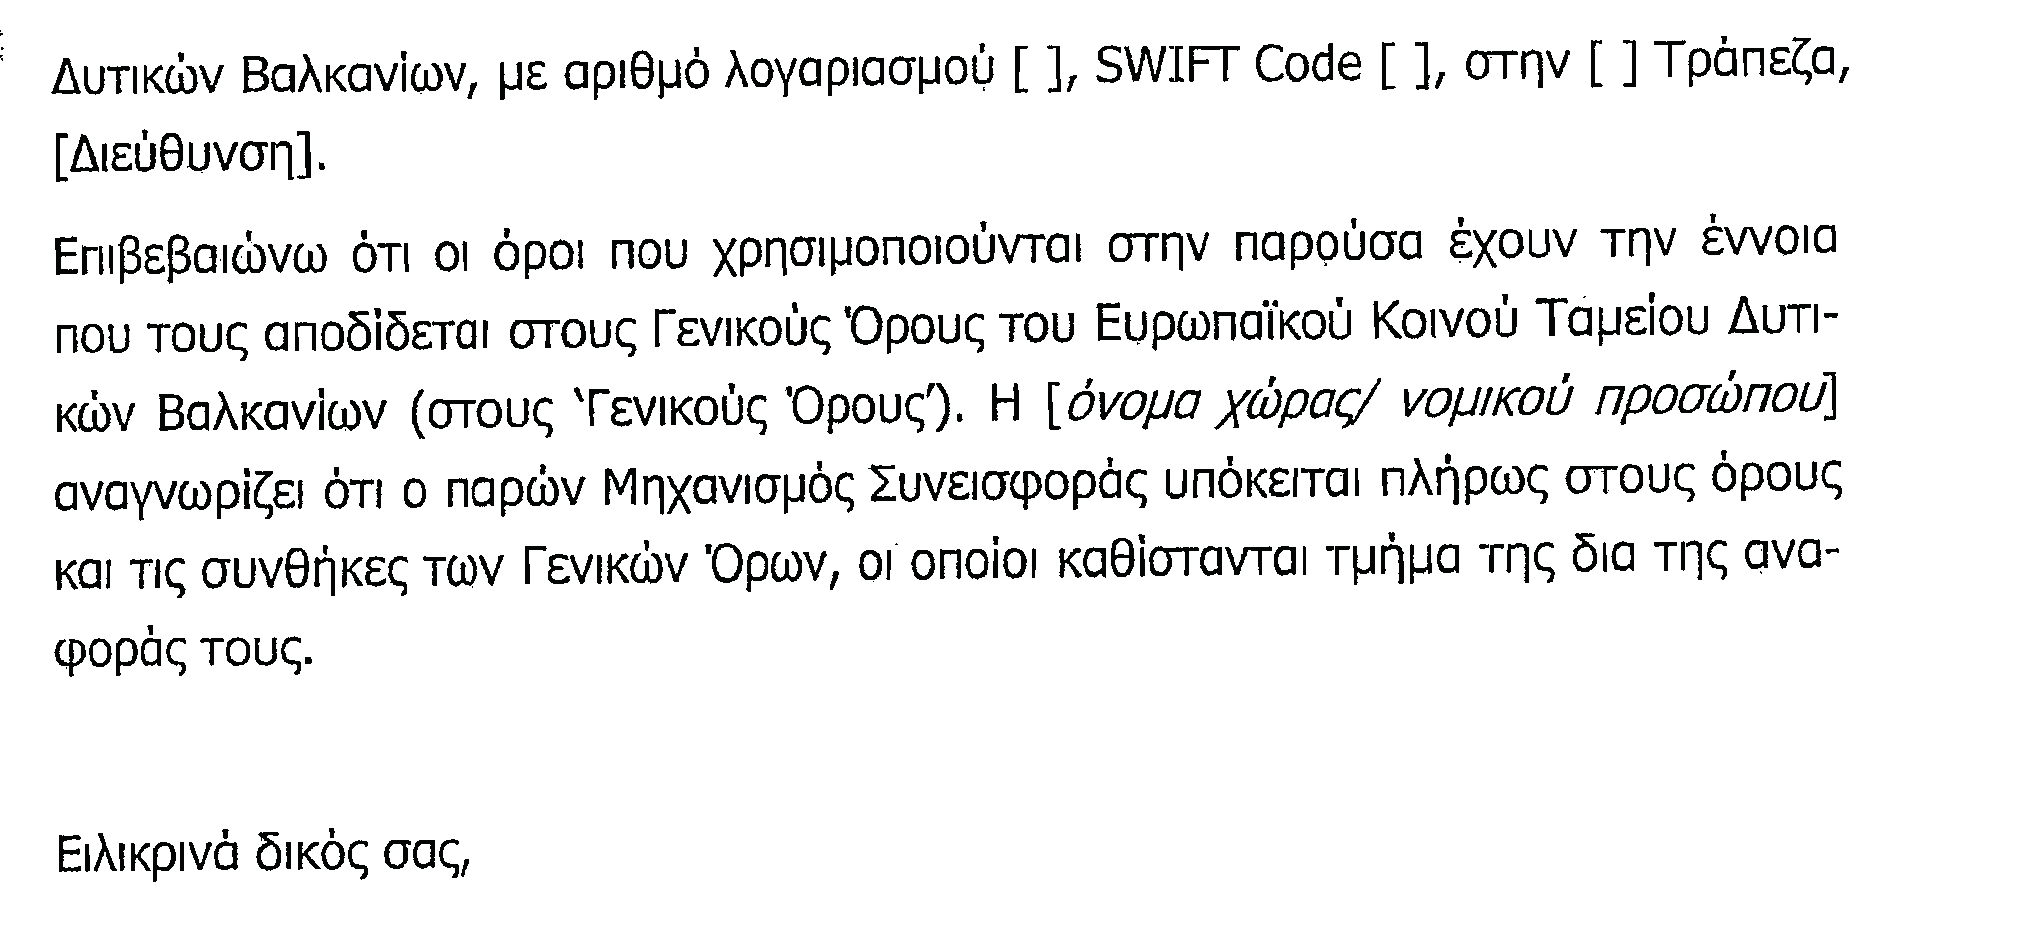 Δυτικών Βαλκανίων, με αριθμό λογαριασμού [ ], SWIFT Code [ ], στην [ ] Τράπεζα,
[Διεύθυνση].
Επιβεβαιώνω ότι οι όροι που χρησιμοποιούνται στην παρούσα έχουν την έννοια
που τους αποδίδεται στους Γενικούς Όρους του Ευρωπαϊκού Κοινού Ταμείου Δυτι-
κών Βαλκανίων (στους ‘Γενικούς Όρους’). Η [όνομα χώρας/ νομικού προσώπου]
αναγνωρίζει ότι ο παρών Μηχανισμός Συνεισφοράς υπόκειται πλήρως στους όρους
και τις συνθήκες των Γενικών Όρων, οι οποίοι καθίστανται τμήμα της δια της ανα-
φοράς τους.
Ειλικρινά δικός σας,